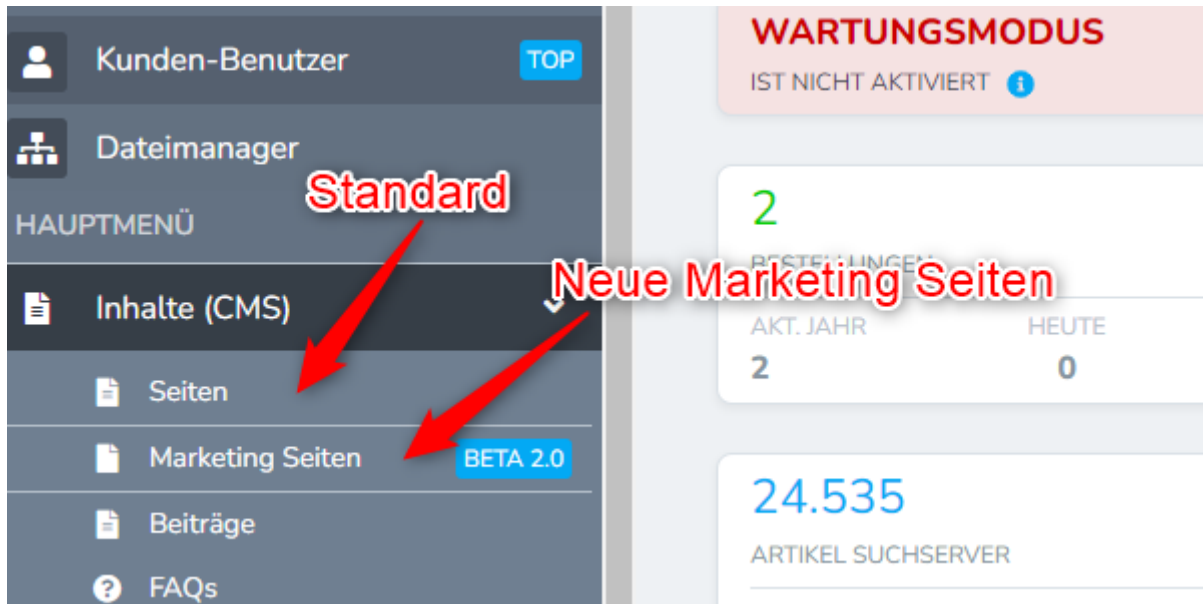 Kunden-Benutzer TOP
Dateimanager
Standard
HAUPTMENÜ
Inhalte (CMS)
Seiten
Marketing Seiten BETA 2.0
Beiträge
FAQs
WARTUNGSMODUS
IST NICHT AKTIVIERT
2
BESTELLUNGEN
Neue Marketing Seiten
AKT. JAHR HEUTE
2 0
24.535
ARTIKEL SUCHSERVER